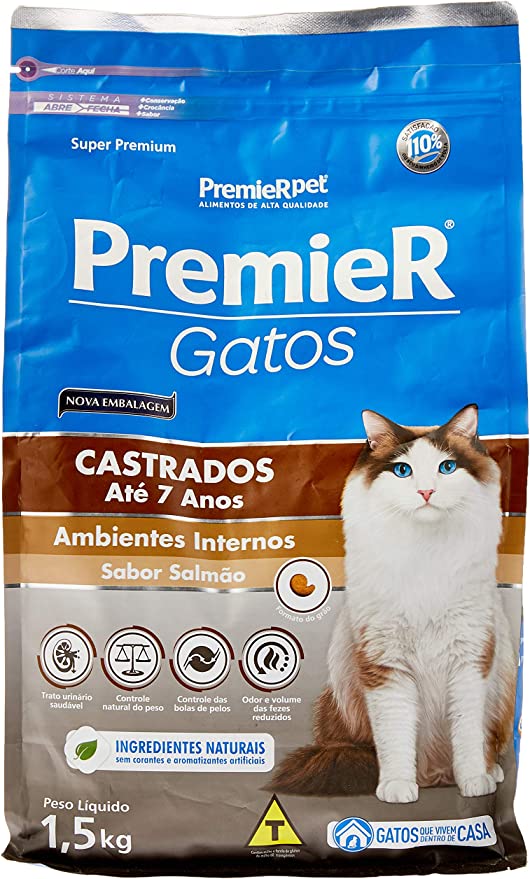 Corte Aqui
SISTEMA
ABRE FECHA
+Conservação
+Crocância
+Sabor
Super Premium
SATISFAÇÃO
110%
PremieRpet®
ALIMENTOS DE ALTA QUALIDADE
PremieR®
Gatos
NOVA EMBALAGEM
CASTRADOS
Até 7 Anos
Ambientes Internos
Sabor Salmão
Formato do grão
Trato urinário
saudável
Controle
natural do peso
Controle das
bolas de pelos
Odor e volume
das fezes
reduzidos
INGREDIENTES NATURAIS
sem corantes e aromatizantes artificiais
Peso Líquido
1,5kg
T
GATOS QUE VIVEM
DENTRO DE CASA